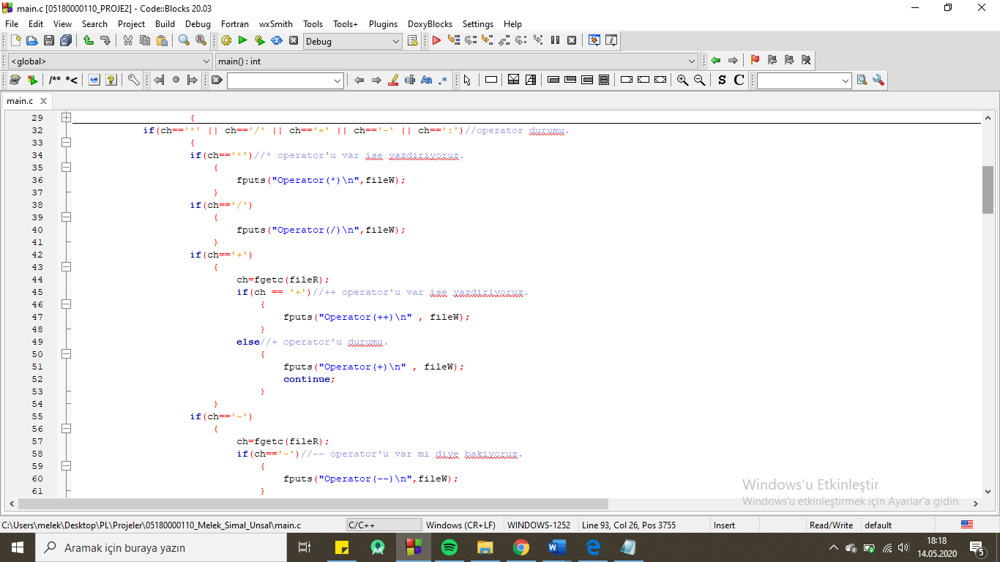 main.c [05180000110_PROJE2] - Code::Blocks 20.03
File Edit View Search Project Build Debug Fortran wxSmith Tools Tools+ Plugins DoxyBlocks Settings Help
Debug
<global> main() : int
/** *< Aa .* S C
main.c
29 {
32 if(ch=='*' || ch=='/' || ch=='+' || ch=='-' || ch==':')//operator durumu.
33 {
34 if(ch=='*')//* operator'u var ise yazdiriyoruz.
35 {
36 fputs("Operator(*)\n",fileW);
37 }
38 if(ch=='/')
39 {
40 fputs("Operator(/)\n",fileW);
41 }
42 if(ch=='+')
43 {
44 ch=fgetc(fileR);
45 if(ch == '+')//++ operator'u var ise yazdiriyoruz.
46 {
47 fputs("Operator(++)\n" , fileW);
48 }
49 else//+ operator'u durumu.
50 {
51 fputs("Operator(+)\n" , fileW);
52 continue;
53 }
54 }
55 if(ch=='-')
56 {
57 ch=fgetc(fileR);
58 if(ch=='-')//-- operator'u var mi diye bakiyoruz.
59 {
60 fputs("Operator(--)\n",fileW);
61 }
Windows'u Etkinleştir
Windows'u etkinleştirmek için Ayarlar'a gidin.
C:\Users\melek\Desktop\PL\Projeler\05180000110_Melek_Simal_Unsal\main.c C/C++ Windows (CR+LF) WINDOWS-1252 Line 93, Col 26, Pos 3755 Insert Read/Write default
Aramak için buraya yazın
18:18
14.05.2020
5